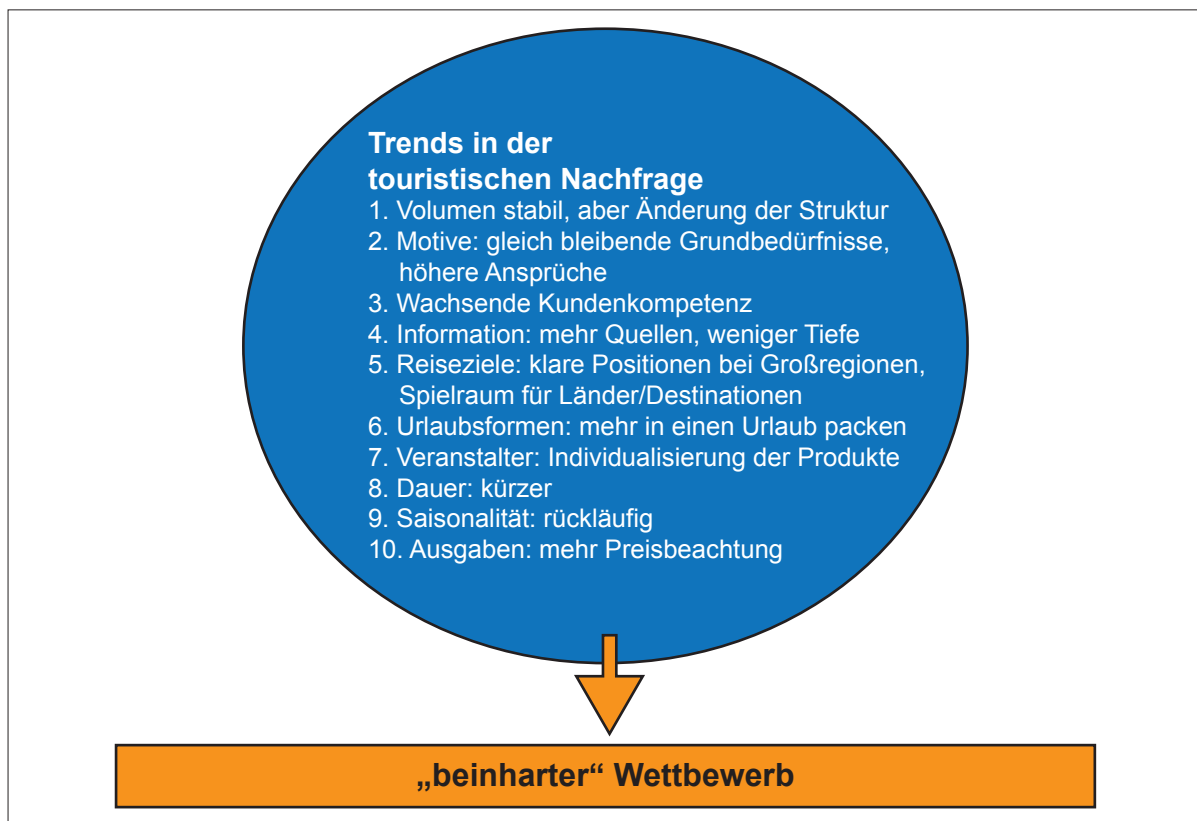 Trends in der
touristischen Nachfrage
1. Volumen stabil, aber Änderung der Struktur
2. Motive: gleich bleibende Grundbedürfnisse,
höhere Ansprüche
3. Wachsende Kundenkompetenz
4. Information: mehr Quellen, weniger Tiefe
5. Reiseziele: klare Positionen bei Großregionen,
Spielraum für Länder/Destinationen
6. Urlaubsformen: mehr in einen Urlaub packen
7. Veranstalter: Individualisierung der Produkte
8. Dauer: kürzer
9. Saisonalität: rückläufig
10. Ausgaben: mehr Preisbeachtung
„beinharter“ Wettbewerb